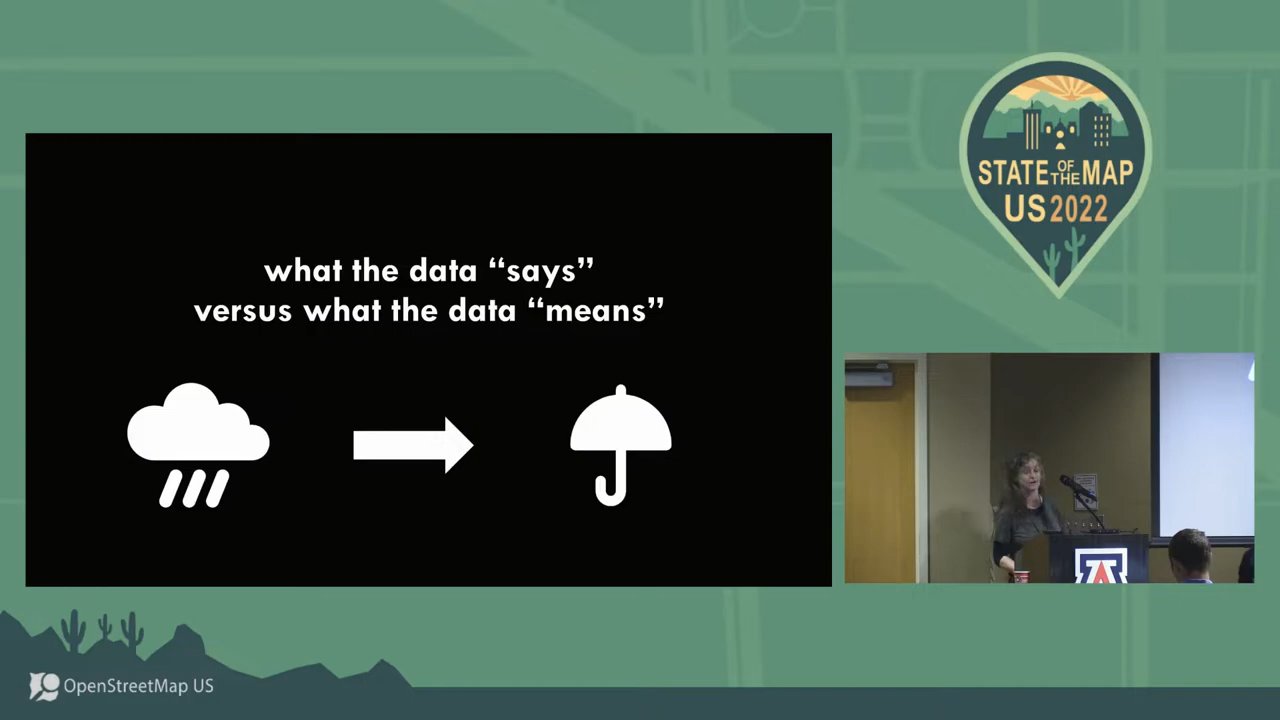 what the data “says”
versus what the data “means”
STATE OF THE MAP
US 2022
A
OpenStreetMap US